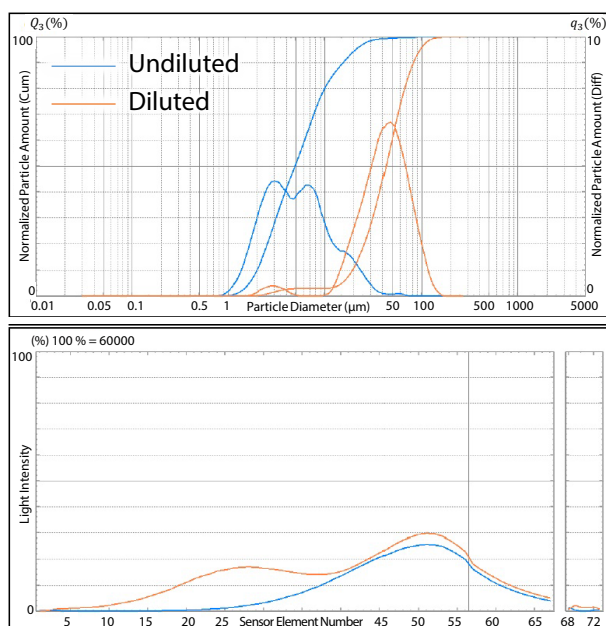 Q3(%) q3(%)
100 10
Undiluted
Diluted
Normalized Particle Amount (Cum)
Normalized Particle Amount (Diff)
0 0
0.01 0.05 0.1 0.5 1 50 100 500 1000 5000
Particle Diameter (µm)
(%) 100 % = 60000
100
Light Intensity
0
5 10 15 20 25 45 50 55 60 65 68 72
Sensor Element Number